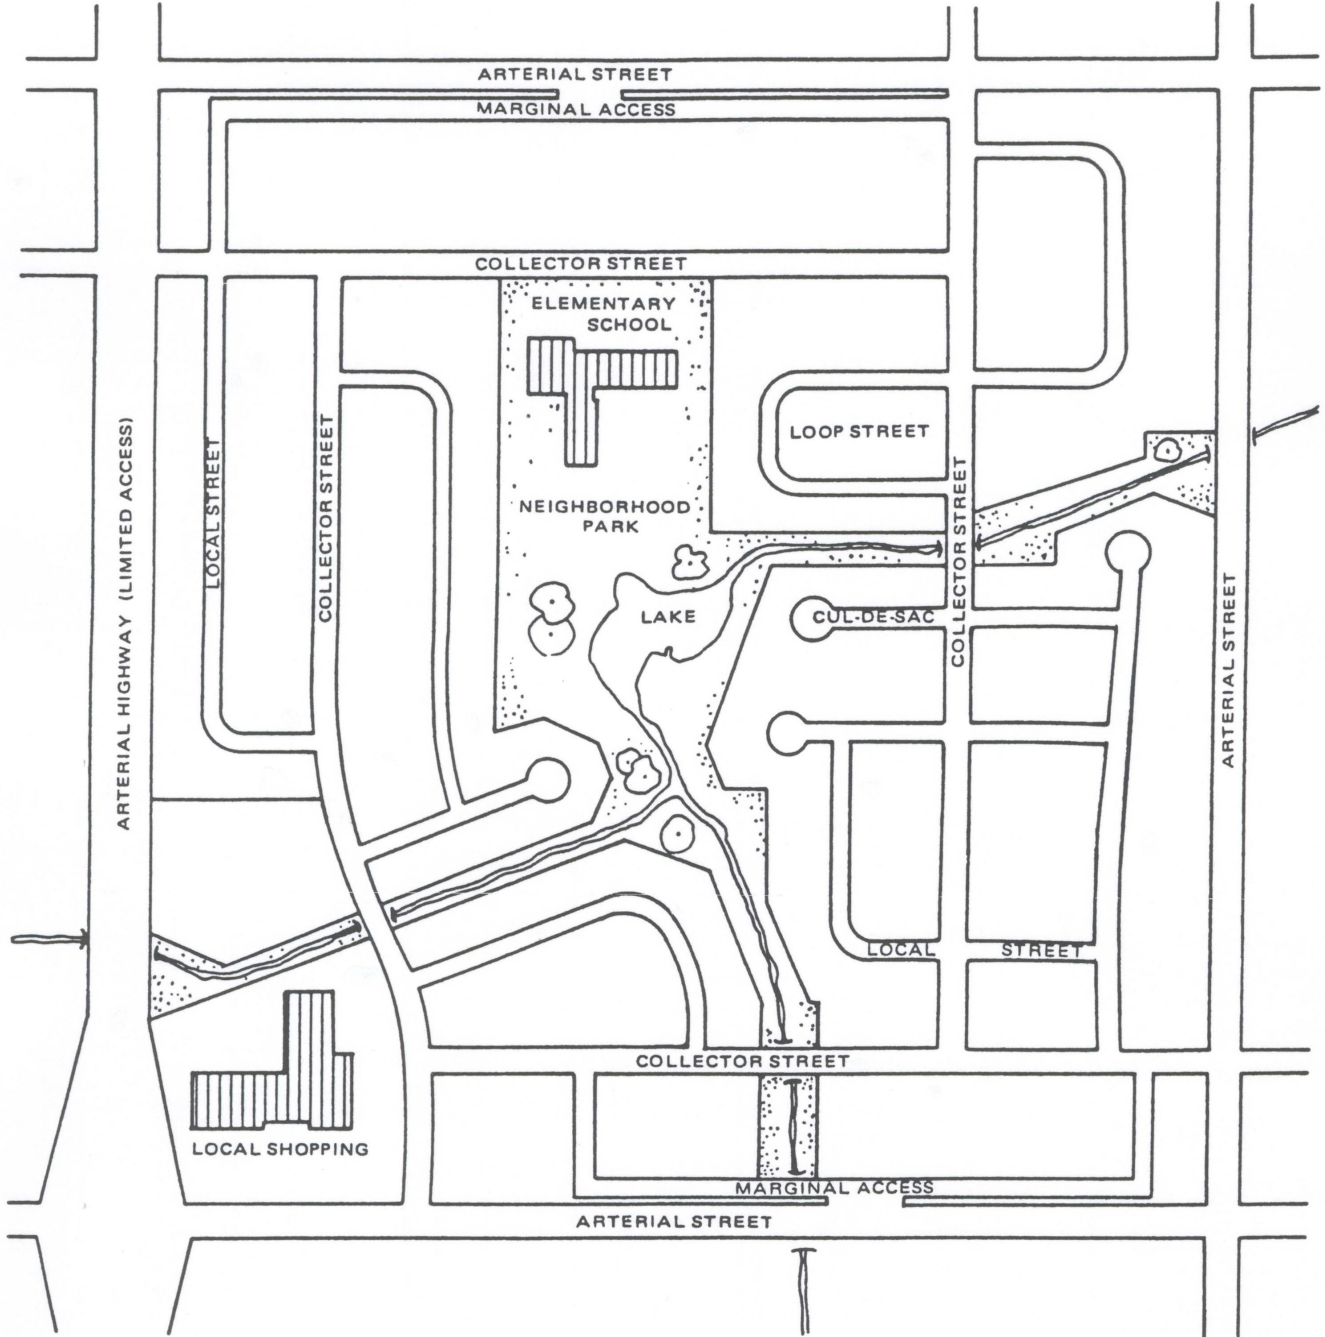 ARTERIAL STREET
MARGINAL ACCESS
COLLECTOR STREET
ELEMENTARY
SCHOOL
LOOP STREET
ARTERIAL HIGHWAY (LIMITED ACCESS)
LOCAL STREET
COLLECTOR STREET
NEIGHBORHOOD
PARK
LAKE
CUL-DE-SAC
COLLECTOR STREET
ARTERIAL STREET
LOCAL STREET
COLLECTOR STREET
LOCAL SHOPPING
MARGINAL ACCESS
ARTERIAL STREET